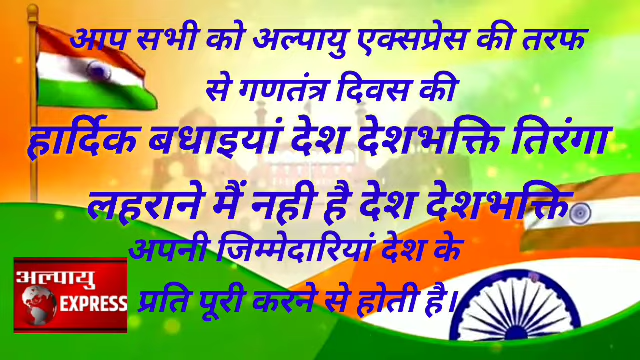 आप सभी को अल्पायु एक्सप्रेस की तरफ
से गणतंत्र दिवस की
हार्दिक बधाइयां देश देशभक्ति तिरंगा
लहराने मैं नही है देश देशभक्ति
अपनी जिम्मेदारियां देश के
प्रति पूरी करने से होती है।
अल्पायु
EXPRESS